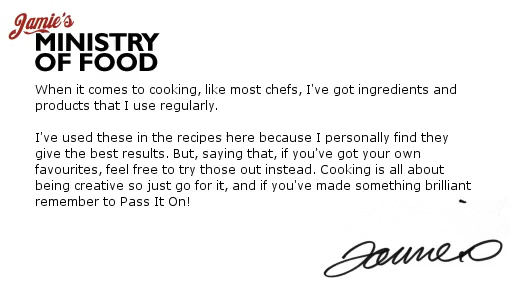 Jamie's
MINISTRY
OF FOOD
When it comes to cooking, like most chefs, I've got ingredients and
products that I use regularly.
I've used these in the recipes here because I personally find they
give the best results. But, saying that, if you've got your own
favourites, feel free to try those out instead. Cooking is all about
being creative so just go for it, and if you've made something brilliant
remember to Pass It On!
Jamie O